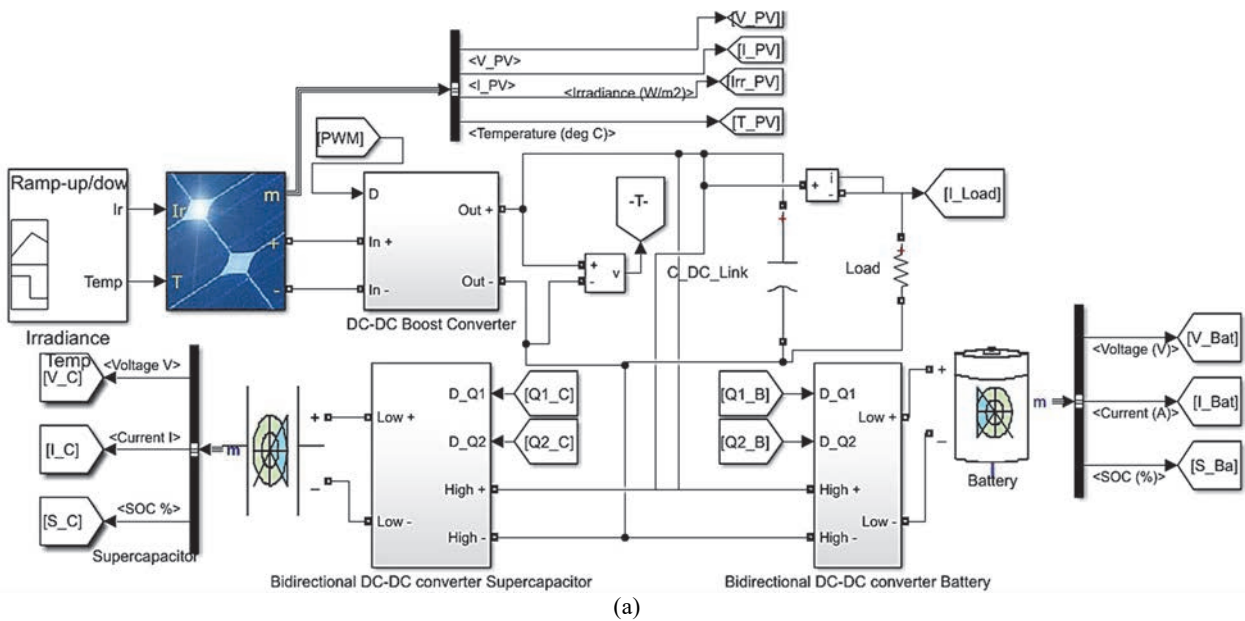 [V_PV]
<V_PV>
[I_PV]
<I_PV>
[Irr_PV]
<Irradiance (W/m2)>
[T_PV]
<Temperature (deg C)>
[PWM]
Ramp-up/dow
Ir
Temp
Irradiance
Temp
Ir
T
m
+
-
D
In +
In -
Out +
Out -
DC-DC Boost Converter
-T-
+
-
v
C_DC_Link
+
+
i
-
[I_Load]
Load
+
[V_C]
<Voltage V>
[I_C]
<Current I>
[S_C]
<SOC %>
Supercapacitor
m
+
–
Low +
Low -
D_Q1
D_Q2
High +
High -
[Q1_C]
[Q2_C]
Bidirectional DC-DC converter Supercapacitor
[Q1_B]
[Q2_B]
D_Q1
D_Q2
High +
High -
Low +
Low -
Bidirectional DC-DC converter Battery
+
–
Battery
m
[V_Bat]
<Voltage (V)>
[I_Bat]
<Current (A)>
[S_Ba]
<SOC (%)>
(a)